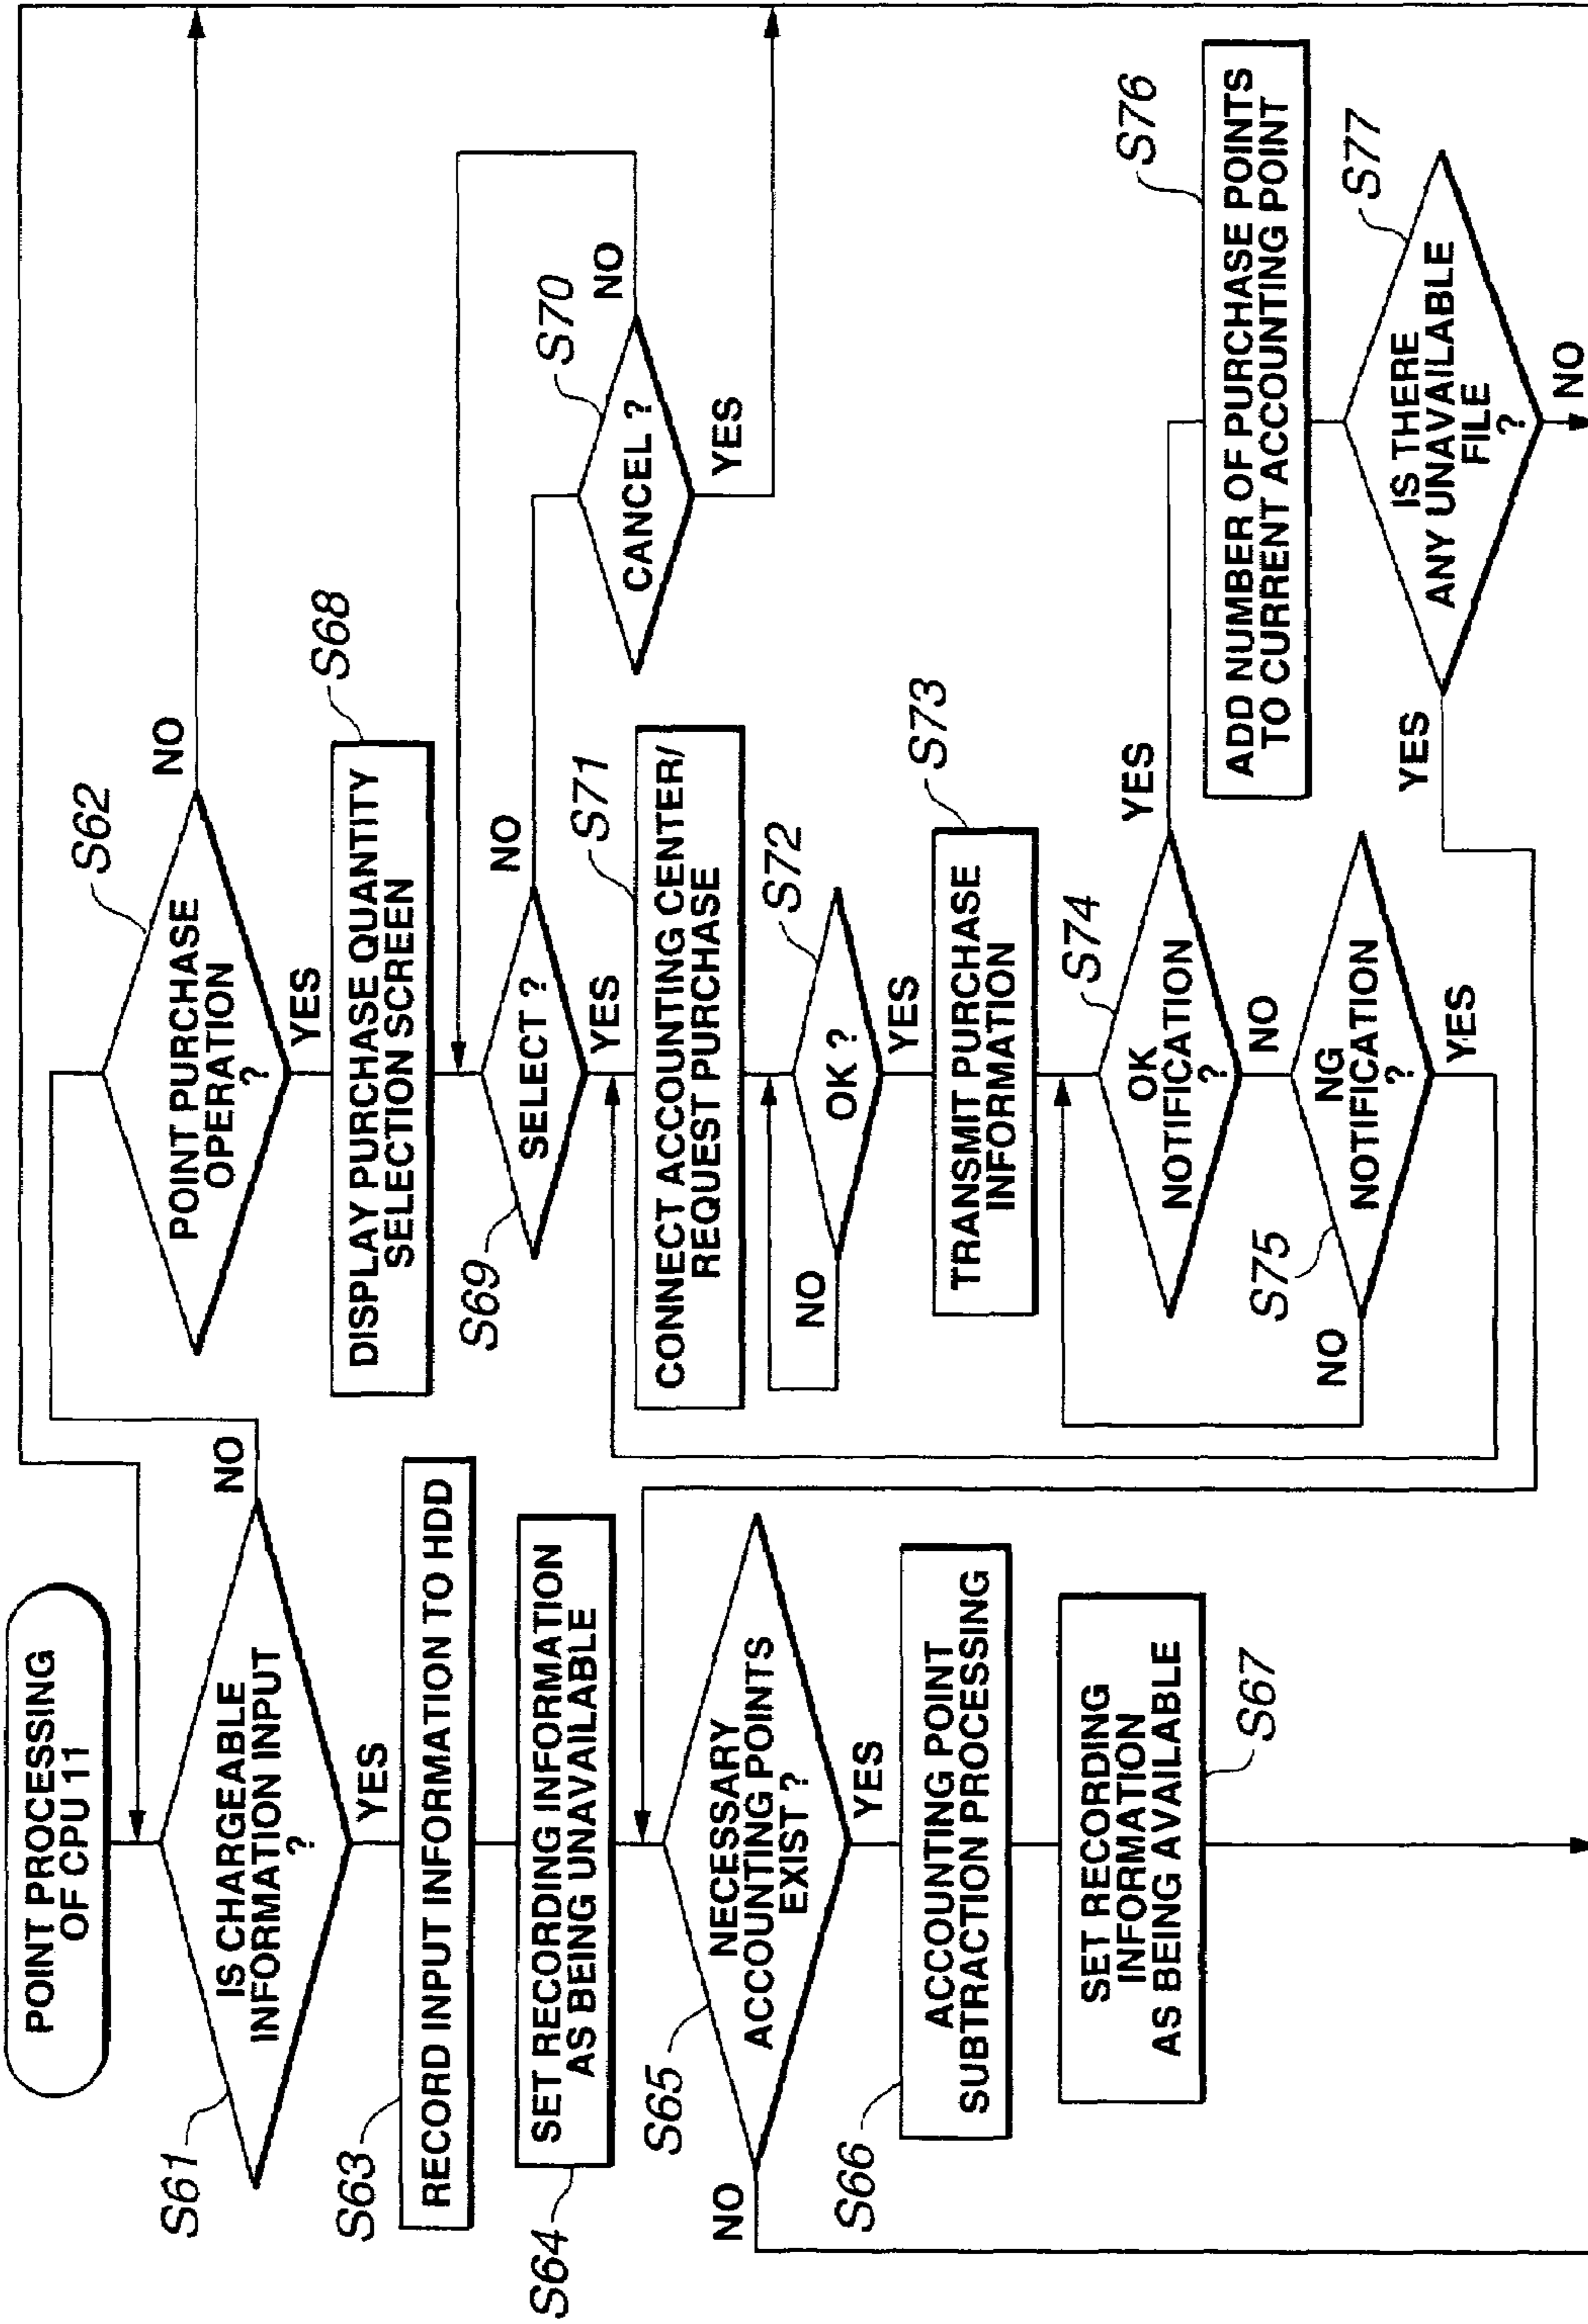 POINT PROCESSING
OF CPU 11
S61
IS CHARGEABLE
INFORMATION INPUT
?
NO
YES
S63
RECORD INPUT INFORMATION TO HDD
S64
SET RECORDING INFORMATION
AS BEING UNAVAILABLE
S65
NECESSARY
ACCOUNTING POINTS
EXIST ?
NO
YES
S66
ACCOUNTING POINT
SUBTRACTION PROCESSING
SET RECORDING
INFORMATION
AS BEING AVAILABLE
S67
S62
POINT PURCHASE
OPERATION
?
NO
YES
S68
DISPLAY PURCHASE QUANTITY
SELECTION SCREEN
S69
SELECT ?
NO
YES
S70
CANCEL ?
NO
YES
S71
CONNECT ACCOUNTING CENTER/
REQUEST PURCHASE
S72
OK ?
NO
YES
S73
TRANSMIT PURCHASE
INFORMATION
S74
OK
NOTIFICATION
?
YES
NO
S75
NG
NOTIFICATION
?
NO
YES
S76
ADD NUMBER OF PURCHASE POINTS
TO CURRENT ACCOUNTING POINT
S77
IS THERE
ANY UNAVAILABLE
FILE
?
YES
NO